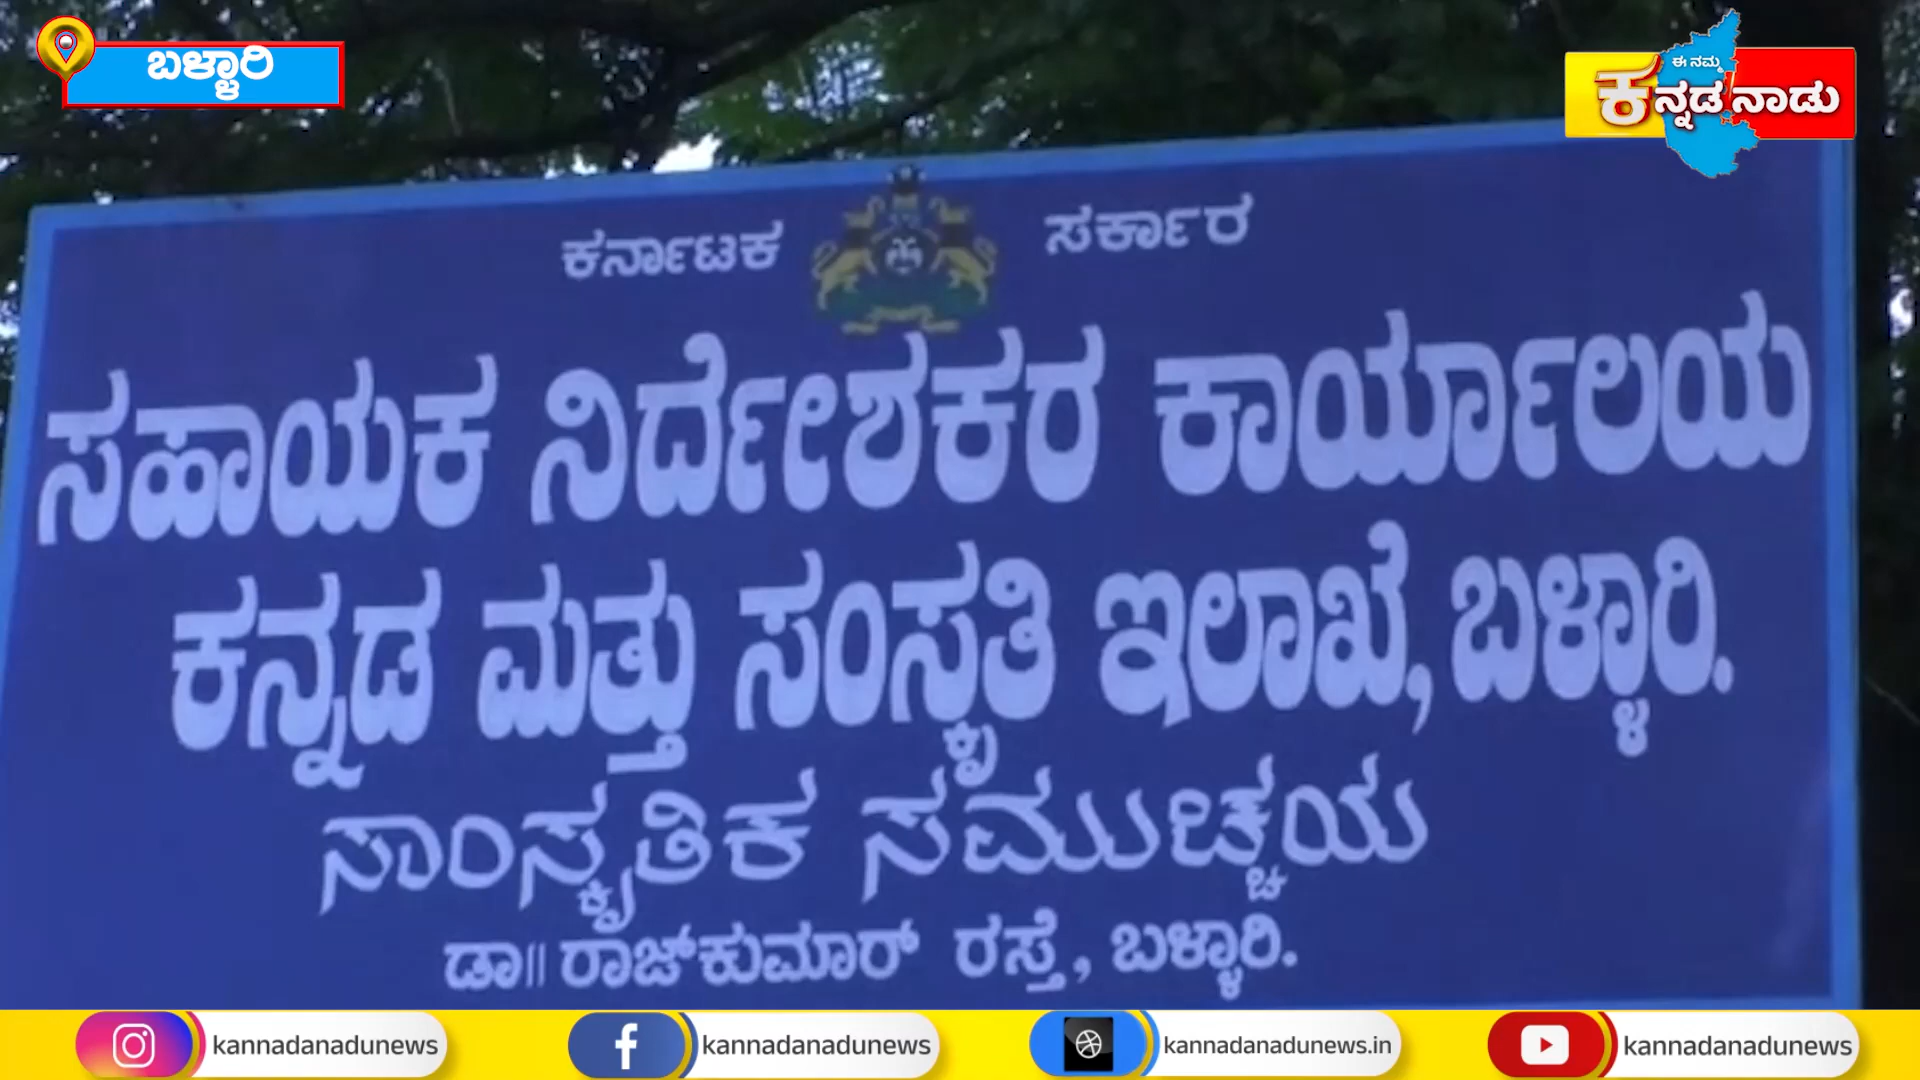 ಬಳ್ಳಾರಿ
ಈ ನಮ್ಮ
ಕನ್ನಡನಾಡು
ಕರ್ನಾಟಕ ಸರ್ಕಾರ
ಸಹಾಯಕ ನಿರ್ದೇಶಕರ ಕಾರ್ಯಾಲಯ
ಕನ್ನಡ ಮತ್ತು ಸಂಸ್ಕೃತಿ ಇಲಾಖೆ, ಬಳ್ಳಾರಿ.
ಸಾಂಸ್ಕೃತಿಕ ಸಮುಚ್ಚಯ
ಡಾ|| ರಾಜ್‌ಕುಮಾರ್ ರಸ್ತೆ, ಬಳ್ಳಾರಿ.
kannadanadunews kannadanadunews kannadanadunews.in kannadanadunews